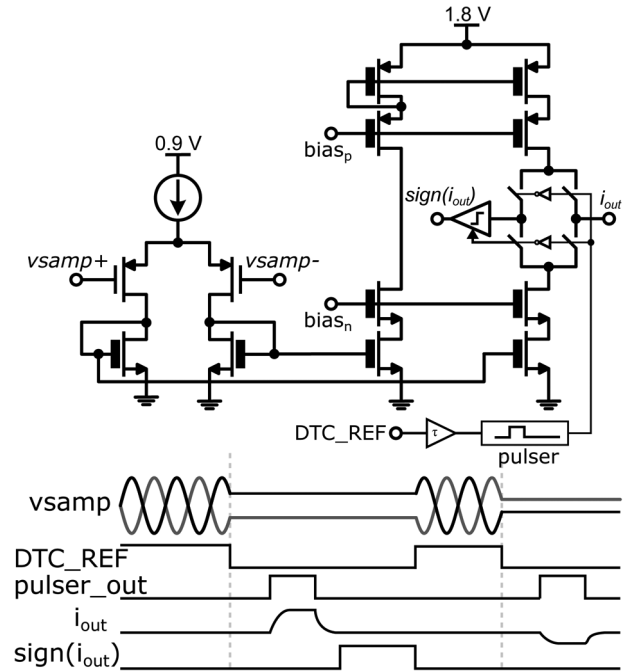 1.8 V
bias_p
0.9 V
sign(i_out)
i_out
vsamp+
vsamp-
bias_n
DTC_REF
τ
pulser
vsamp
DTC_REF
pulser_out
i_out
sign(i_out)